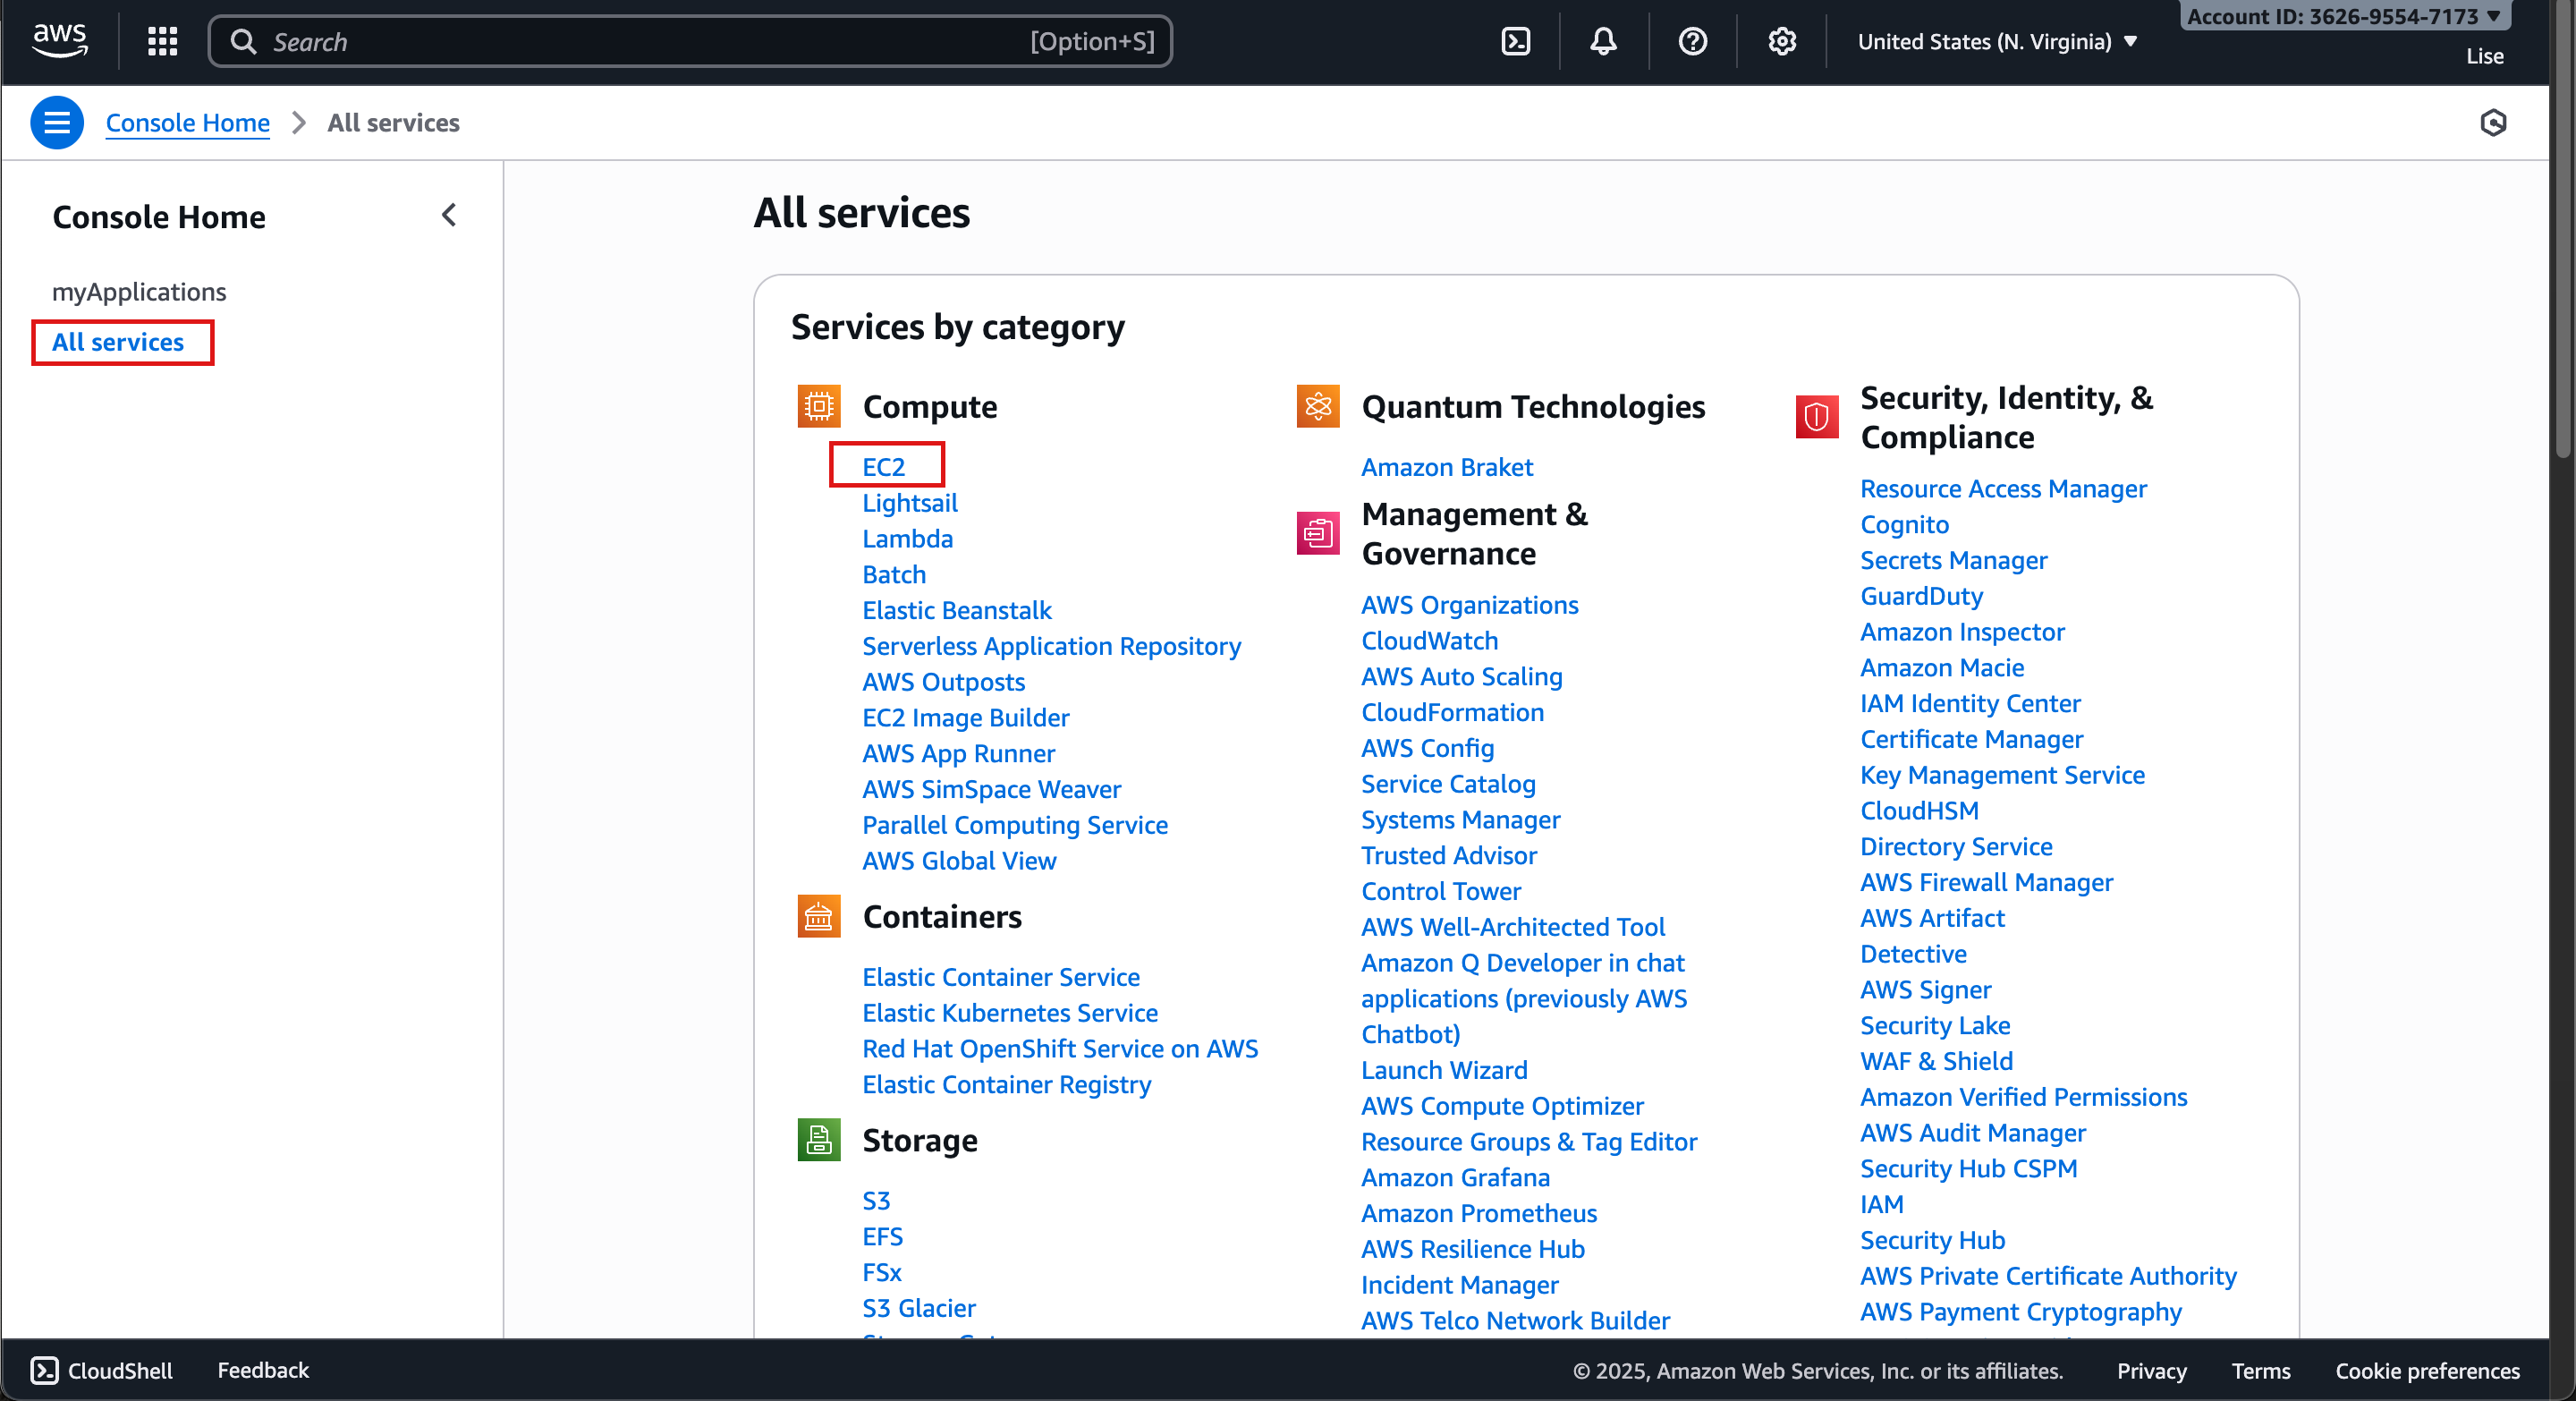 aws
Search
[Option+S]
United States (N. Virginia)
Account ID: 3626-9554-7173
Lise
Console Home
All services
Console Home
myApplications
All services
All services
Services by category
Compute
EC2
Lightsail
Lambda
Batch
Elastic Beanstalk
Serverless Application Repository
AWS Outposts
EC2 Image Builder
AWS App Runner
AWS SimSpace Weaver
Parallel Computing Service
AWS Global View
Containers
Elastic Container Service
Elastic Kubernetes Service
Red Hat OpenShift Service on AWS
Elastic Container Registry
Storage
S3
EFS
FSx
S3 Glacier
Quantum Technologies
Amazon Braket
Management &
Governance
AWS Organizations
CloudWatch
AWS Auto Scaling
CloudFormation
AWS Config
Service Catalog
Systems Manager
Trusted Advisor
Control Tower
AWS Well-Architected Tool
Amazon Q Developer in chat
applications (previously AWS
Chatbot)
Launch Wizard
AWS Compute Optimizer
Resource Groups & Tag Editor
Amazon Grafana
Amazon Prometheus
AWS Resilience Hub
Incident Manager
AWS Telco Network Builder
Security, Identity, &
Compliance
Resource Access Manager
Cognito
Secrets Manager
GuardDuty
Amazon Inspector
Amazon Macie
IAM Identity Center
Certificate Manager
Key Management Service
CloudHSM
Directory Service
AWS Firewall Manager
AWS Artifact
Detective
AWS Signer
Security Lake
WAF & Shield
Amazon Verified Permissions
AWS Audit Manager
Security Hub CSPM
IAM
Security Hub
AWS Private Certificate Authority
AWS Payment Cryptography
CloudShell
Feedback
© 2025, Amazon Web Services, Inc. or its affiliates.
Privacy
Terms
Cookie preferences